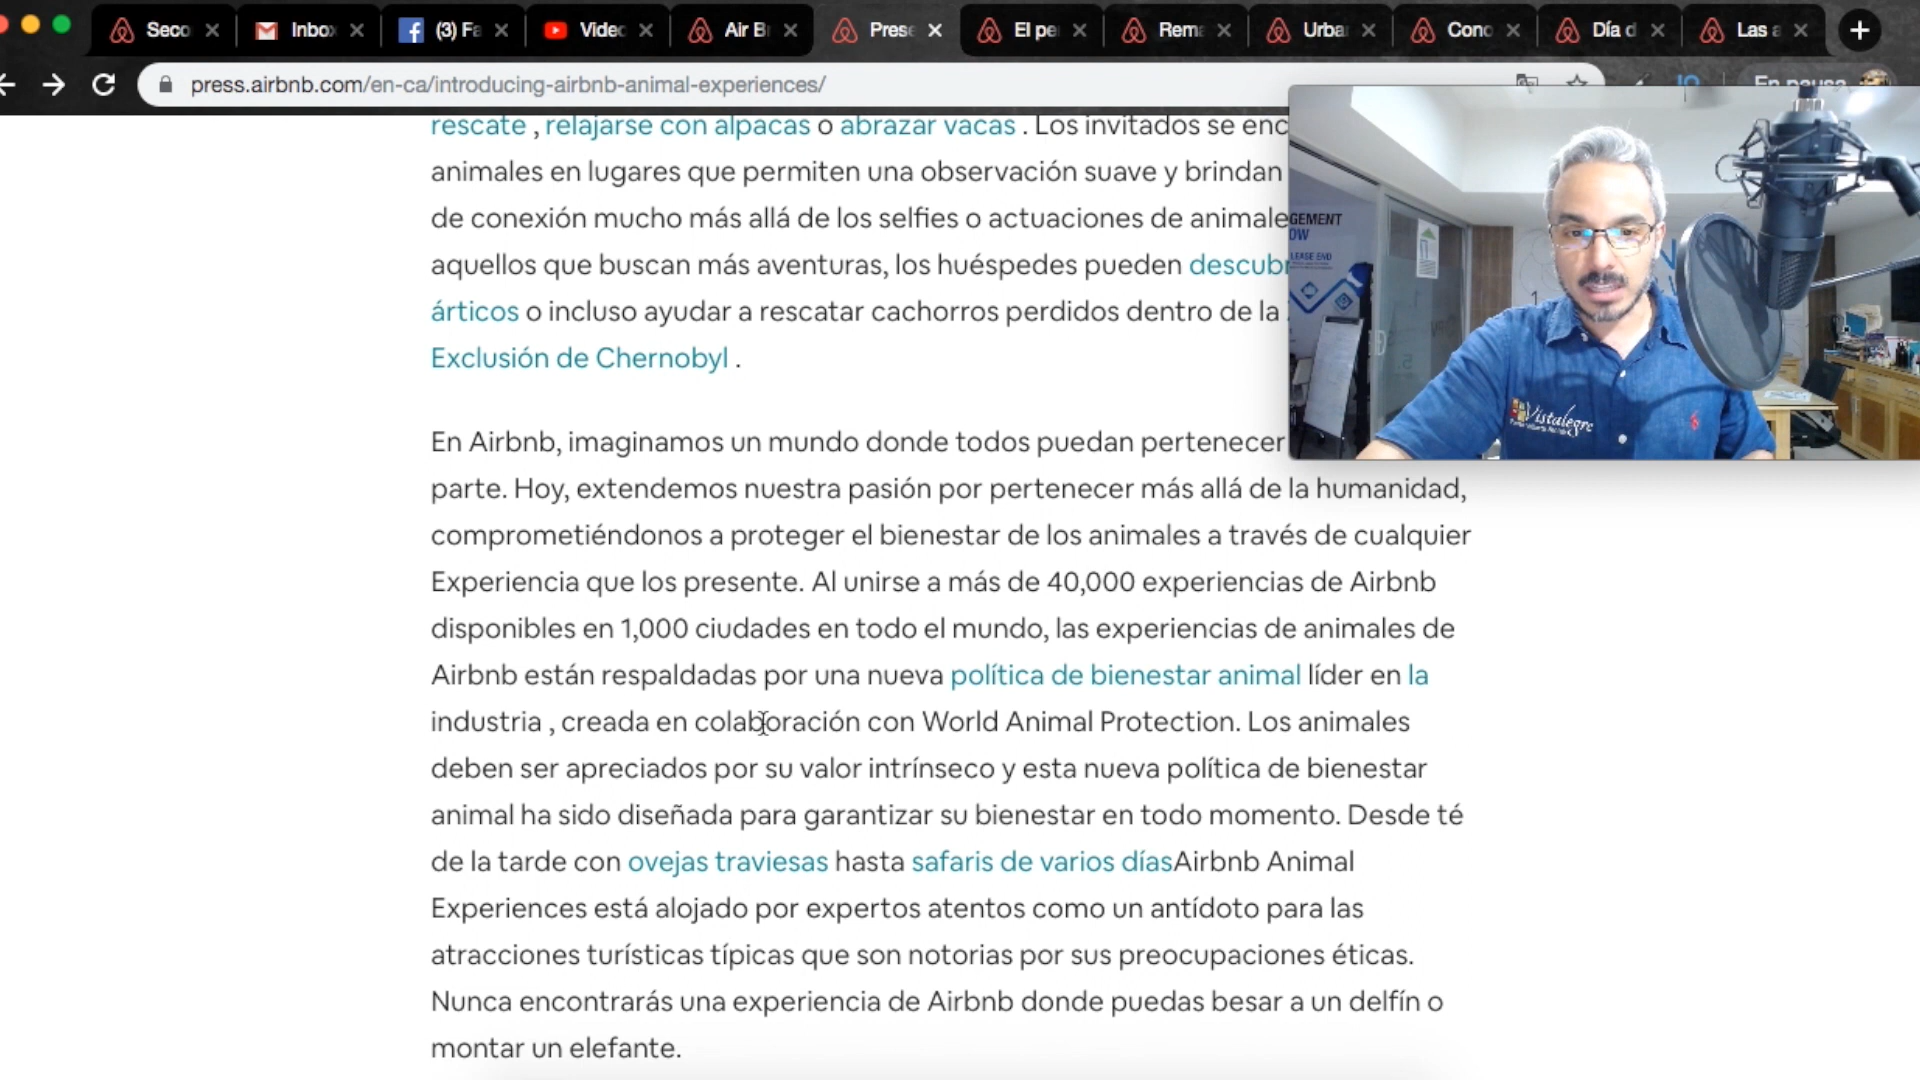 Seco
Inbox
(3) Fa
Vide
Air B
Prese
El pe
Rem
Urba
Cono
Día d
Las a
press.airbnb.com/en-ca/introducing-airbnb-animal-experiences/
En pausa
rescate , relajarse con alpacas o abrazar vacas . Los invitados se enc
animales en lugares que permiten una observación suave y brindan
de conexión mucho más allá de los selfies o actuaciones de animale
aquellos que buscan más aventuras, los huéspedes pueden descubr
árticos o incluso ayudar a rescatar cachorros perdidos dentro de la
Exclusión de Chernobyl .
GEMENT
OW
LEASE END
Vistalegre
En Airbnb, imaginamos un mundo donde todos puedan pertenecer
parte. Hoy, extendemos nuestra pasión por pertenecer más allá de la humanidad,
comprometiéndonos a proteger el bienestar de los animales a través de cualquier
Experiencia que los presente. Al unirse a más de 40,000 experiencias de Airbnb
disponibles en 1,000 ciudades en todo el mundo, las experiencias de animales de
Airbnb están respaldadas por una nueva política de bienestar animal líder en la
industria , creada en colaboración con World Animal Protection. Los animales
deben ser apreciados por su valor intrínseco y esta nueva política de bienestar
animal ha sido diseñada para garantizar su bienestar en todo momento. Desde té
de la tarde con ovejas traviesas hasta safaris de varios díasAirbnb Animal
Experiences está alojado por expertos atentos como un antídoto para las
atracciones turísticas típicas que son notorias por sus preocupaciones éticas.
Nunca encontrarás una experiencia de Airbnb donde puedas besar a un delfín o
montar un elefante.